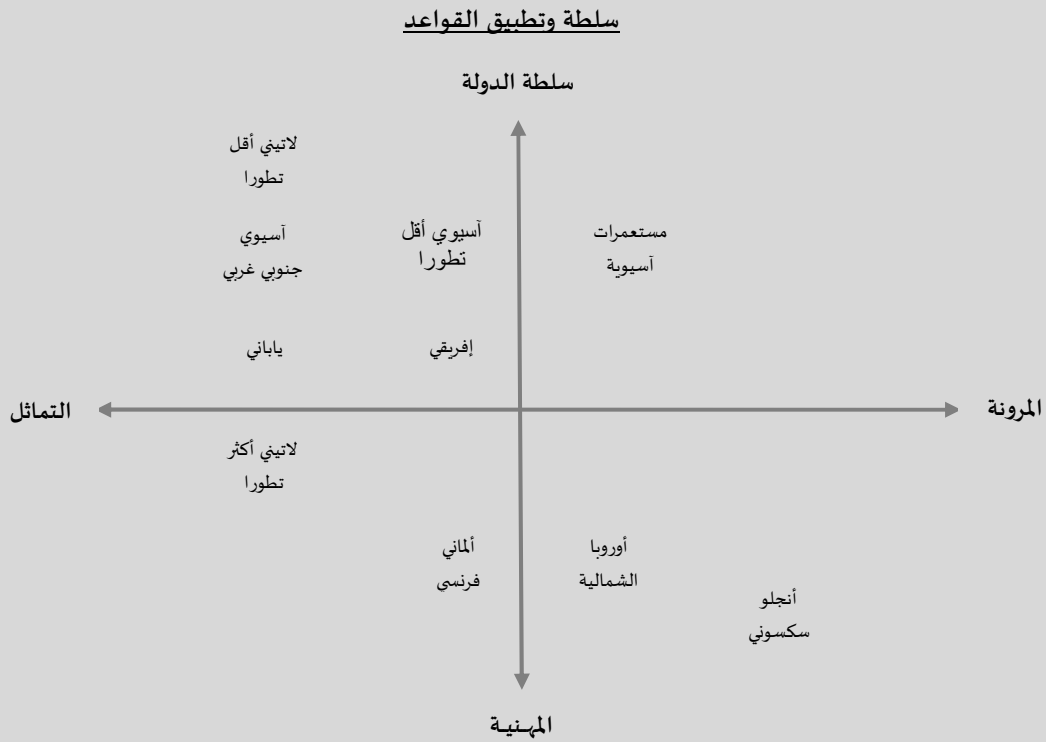 سلطة وتطبيق القواعد
سلطة الدولة
لاتيني أقل
تطورا
مستعمرات
آسيوية
آسيوي أقل
تطورا
آسيوي
جنوبي غربي
إفريقي
ياباني
المرونة
التماثل
لاتيني أكثر
تطورا
أوروبا
الشمالية
ألماني
فرنسي
أنجلو
سكسوني
المهنية